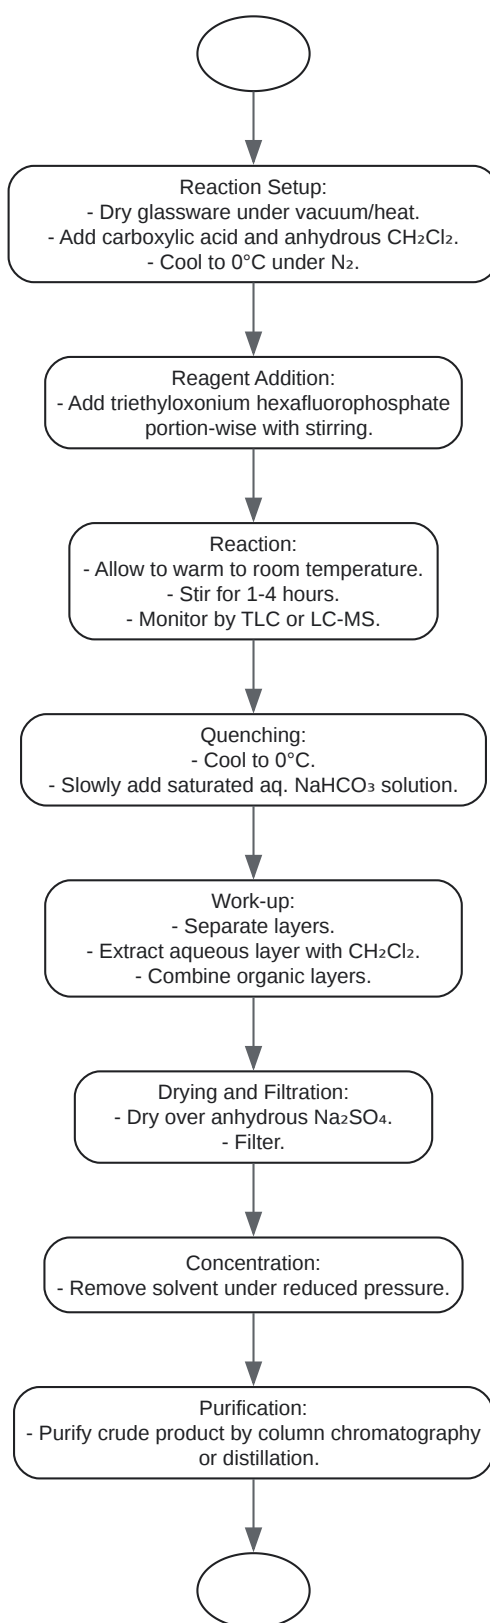 Reaction Setup:
- Dry glassware under vacuum/heat.
- Add carboxylic acid and anhydrous CH₂Cl₂.
- Cool to 0°C under N₂.
Reagent Addition:
- Add triethyloxonium hexafluorophosphate
portion-wise with stirring.
Reaction:
- Allow to warm to room temperature.
- Stir for 1-4 hours.
- Monitor by TLC or LC-MS.
Quenching:
- Cool to 0°C.
- Slowly add saturated aq. NaHCO₃ solution.
Work-up:
- Separate layers.
- Extract aqueous layer with CH₂Cl₂.
- Combine organic layers.
Drying and Filtration:
- Dry over anhydrous Na₂SO₄.
- Filter.
Concentration:
- Remove solvent under reduced pressure.
Purification:
- Purify crude product by column chromatography
or distillation.